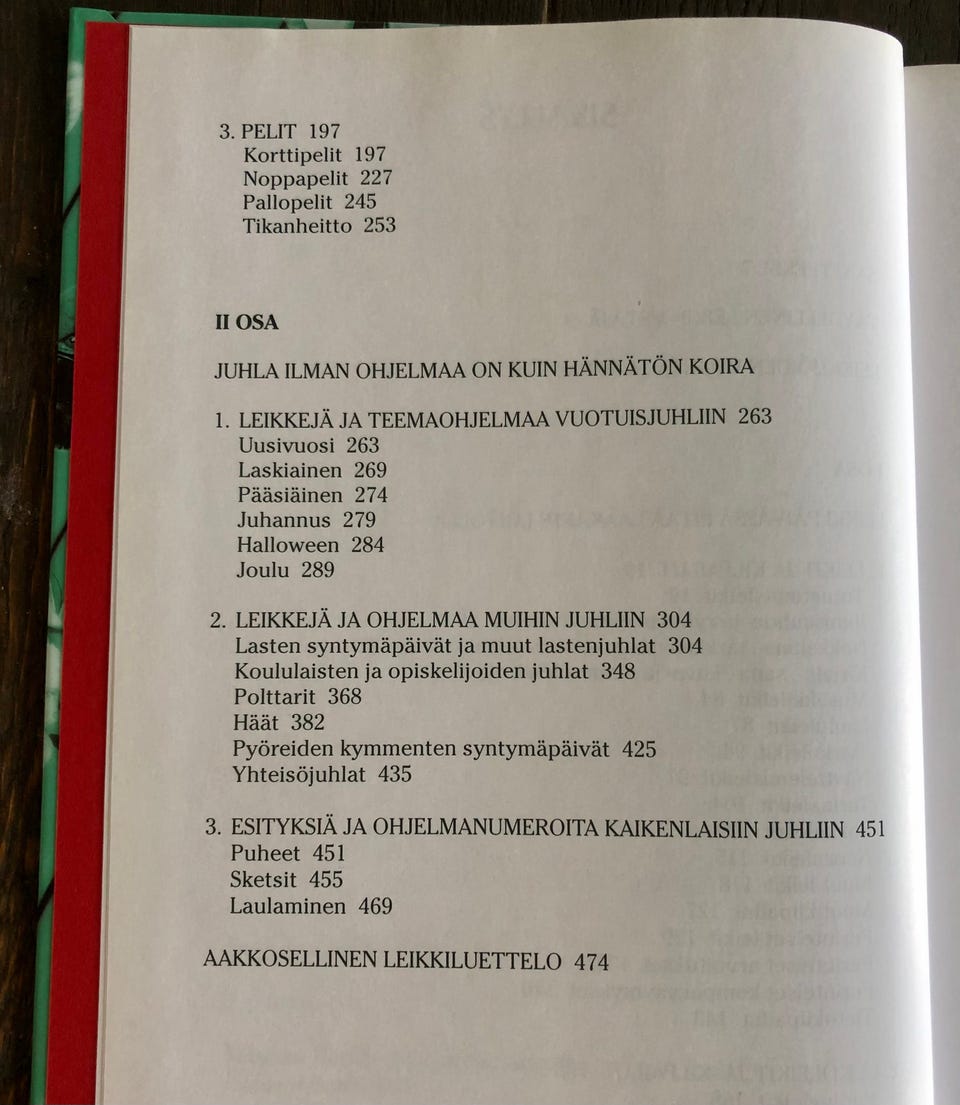 3. PELIT 197
Korttipelit 197
Noppapelit 227
Pallopelit 245
Tikanheitto 253
II OSA
JUHLA ILMAN OHJELMAA ON KUIN HÄNNÄTÖN KOIRA
1. LEIKKEJÄ JA TEEMAOHJELMAA VUOTUISJUHLIIN 263
Uusivuosi 263
Laskiainen 269
Pääsiäinen 274
Juhannus 279
Halloween 284
Joulu 289
2. LEIKKEJÄ JA OHJELMAA MUIHIN JUHLIIN 304
Lasten syntymäpäivät ja muut lastenjuhlat 304
Koululaisten ja opiskelijoiden juhlat 348
Polttarit 368
Häät 382
Pyöreiden kymmenten syntymäpäivät 425
Yhteisöjuhlat 435
3. ESITYKSIÄ JA OHJELMANUMEROITA KAIKENLAISIIN JUHLIIN 451
Puheet 451
Sketsit 455
Laulaminen 469
AAKKOSELLINEN LEIKKILUETTELO 474